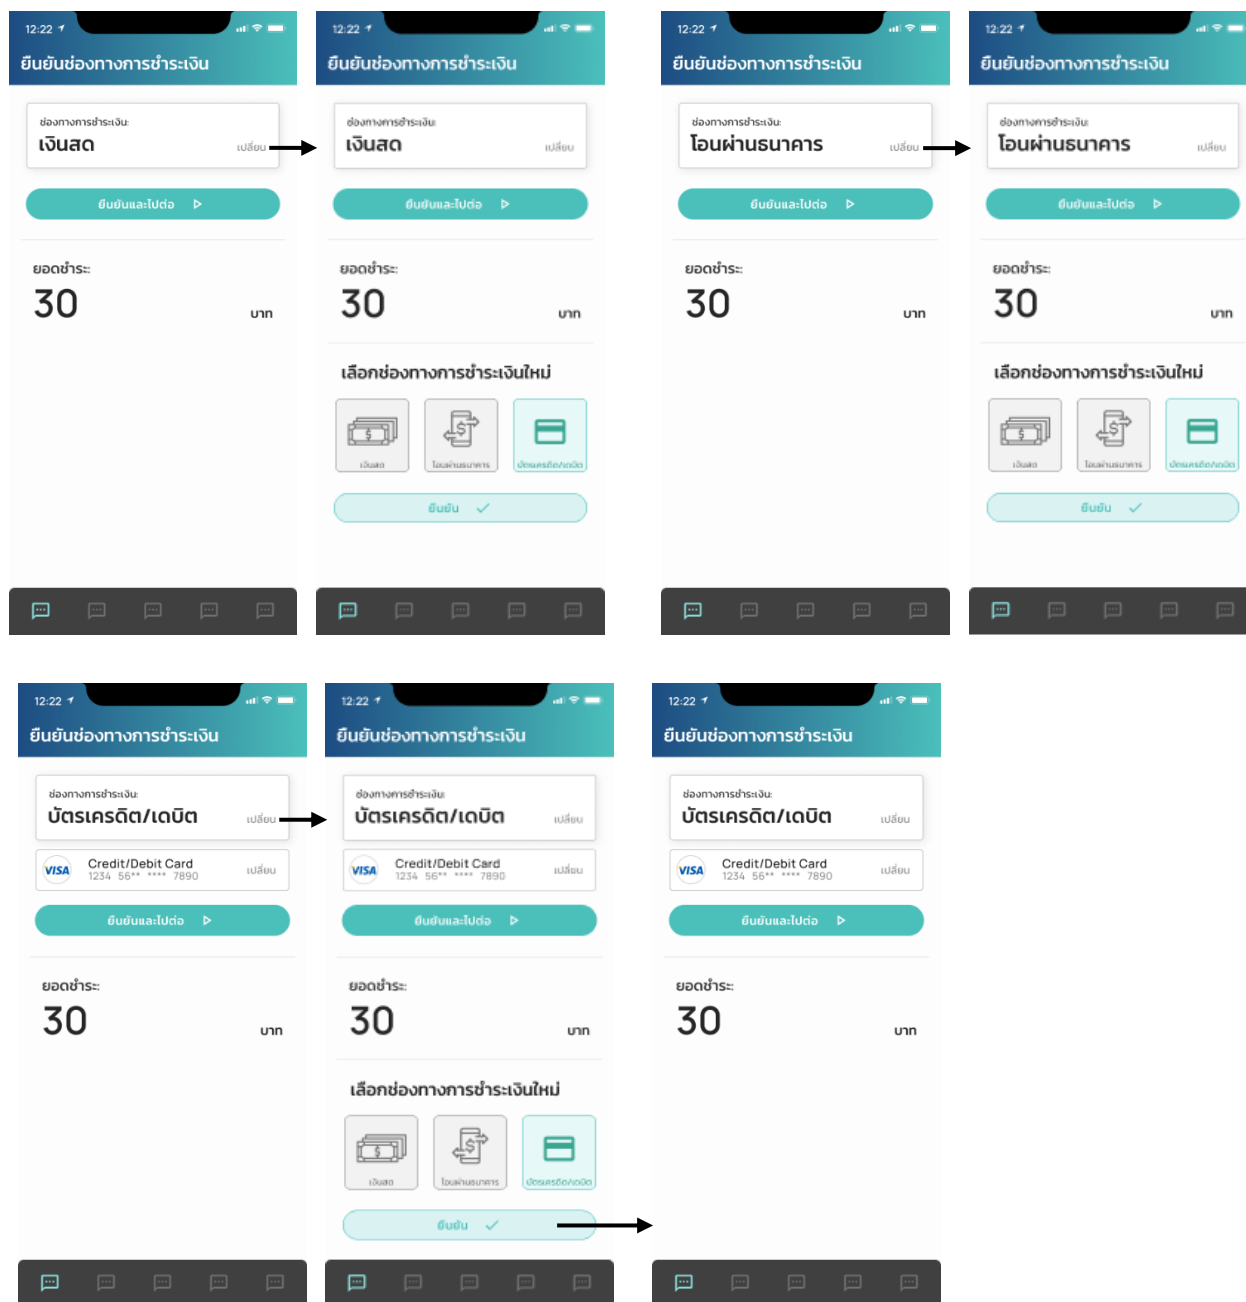 12:22
ยืนยันช่องทางการชำระเงิน
ช่องทางการชำระเงิน:
เงินสด
เปลี่ยน
ยืนยันและไปต่อ
ยอดชำระ:
30
บาท
12:22
ยืนยันช่องทางการชำระเงิน
ช่องทางการชำระเงิน:
เงินสด
เปลี่ยน
ยืนยันและไปต่อ
ยอดชำระ:
30
บาท
เลือกช่องทางการชำระเงินใหม่
เงินสด
โอนผ่านธนาคาร
บัตรเครดิต/เดบิต
ยืนยัน
12:22
ยืนยันช่องทางการชำระเงิน
ช่องทางการชำระเงิน:
โอนผ่านธนาคาร
เปลี่ยน
ยืนยันและไปต่อ
ยอดชำระ:
30
บาท
12:22
ยืนยันช่องทางการชำระเงิน
ช่องทางการชำระเงิน:
โอนผ่านธนาคาร
เปลี่ยน
ยืนยันและไปต่อ
ยอดชำระ:
30
บาท
เลือกช่องทางการชำระเงินใหม่
เงินสด
โอนผ่านธนาคาร
บัตรเครดิต/เดบิต
ยืนยัน
12:22
ยืนยันช่องทางการชำระเงิน
ช่องทางการชำระเงิน:
บัตรเครดิต/เดบิต
เปลี่ยน
VISA
Credit/Debit Card
1234 56** **** 7890
เปลี่ยน
ยืนยันและไปต่อ
ยอดชำระ:
30
บาท
12:22
ยืนยันช่องทางการชำระเงิน
ช่องทางการชำระเงิน:
บัตรเครดิต/เดบิต
เปลี่ยน
VISA
Credit/Debit Card
1234 56** **** 7890
เปลี่ยน
ยืนยันและไปต่อ
ยอดชำระ:
30
บาท
เลือกช่องทางการชำระเงินใหม่
เงินสด
โอนผ่านธนาคาร
บัตรเครดิต/เดบิต
ยืนยัน
12:22
ยืนยันช่องทางการชำระเงิน
ช่องทางการชำระเงิน:
บัตรเครดิต/เดบิต
เปลี่ยน
VISA
Credit/Debit Card
1234 56** **** 7890
เปลี่ยน
ยืนยันและไปต่อ
ยอดชำระ:
30
บาท